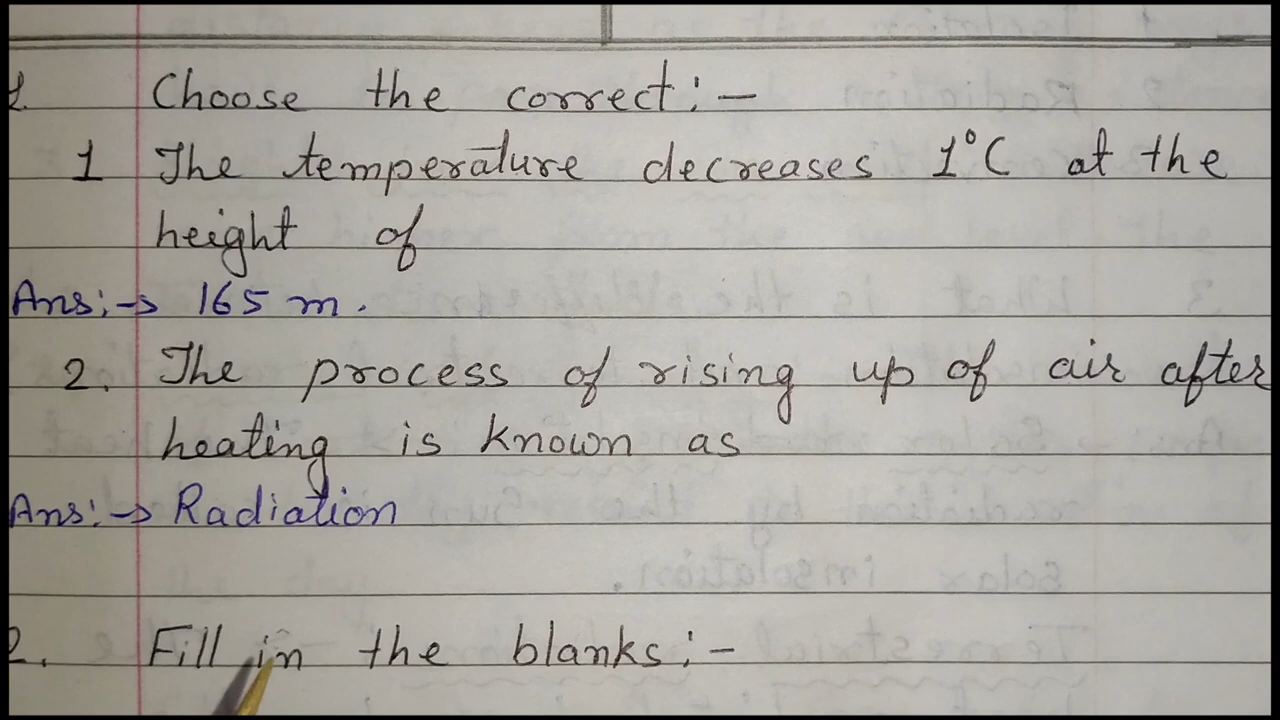 1. Choose the correct:-
1 The temperature decreases 1°C at the
height of
Ans:→ 165 m.
2. The process of rising up of air after
heating is known as
Ans:→ Radiation
2. Fill in the blanks:-